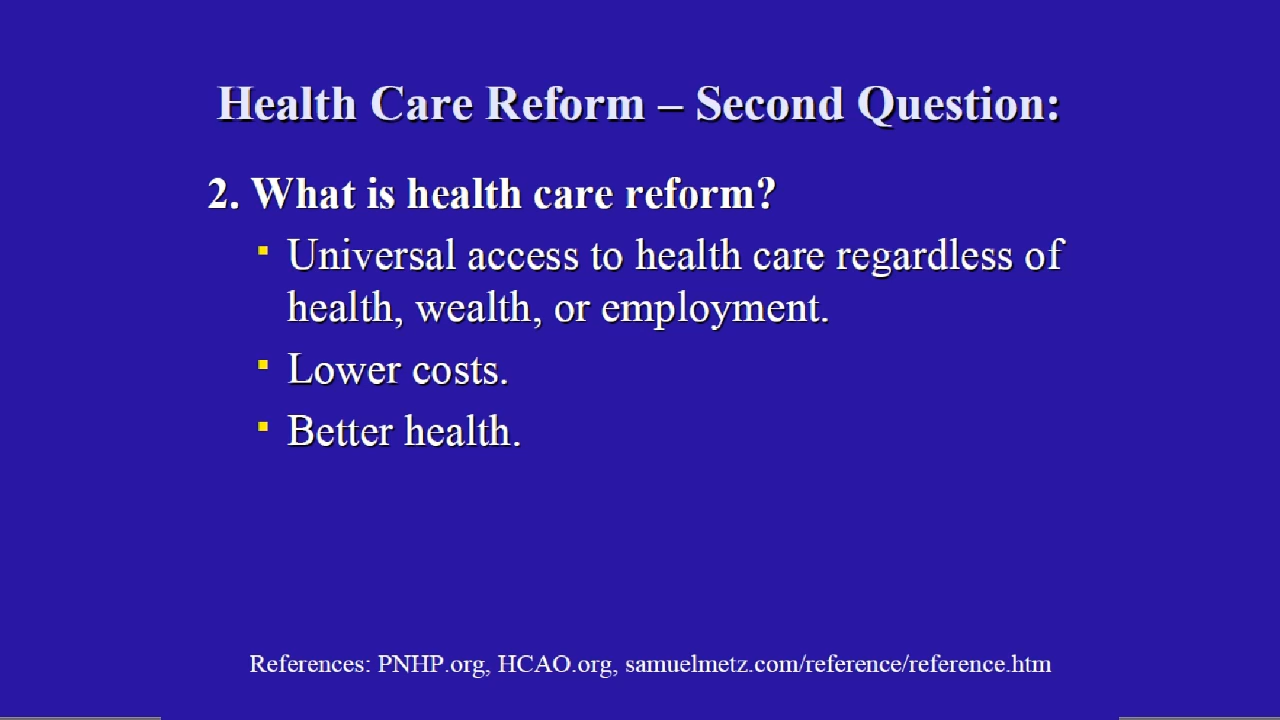 Health Care Reform – Second Question:
2. What is health care reform?
▪ Universal access to health care regardless of
health, wealth, or employment.
▪ Lower costs.
▪ Better health.
References: PNHP.org, HCAO.org, samuelmetz.com/reference/reference.htm